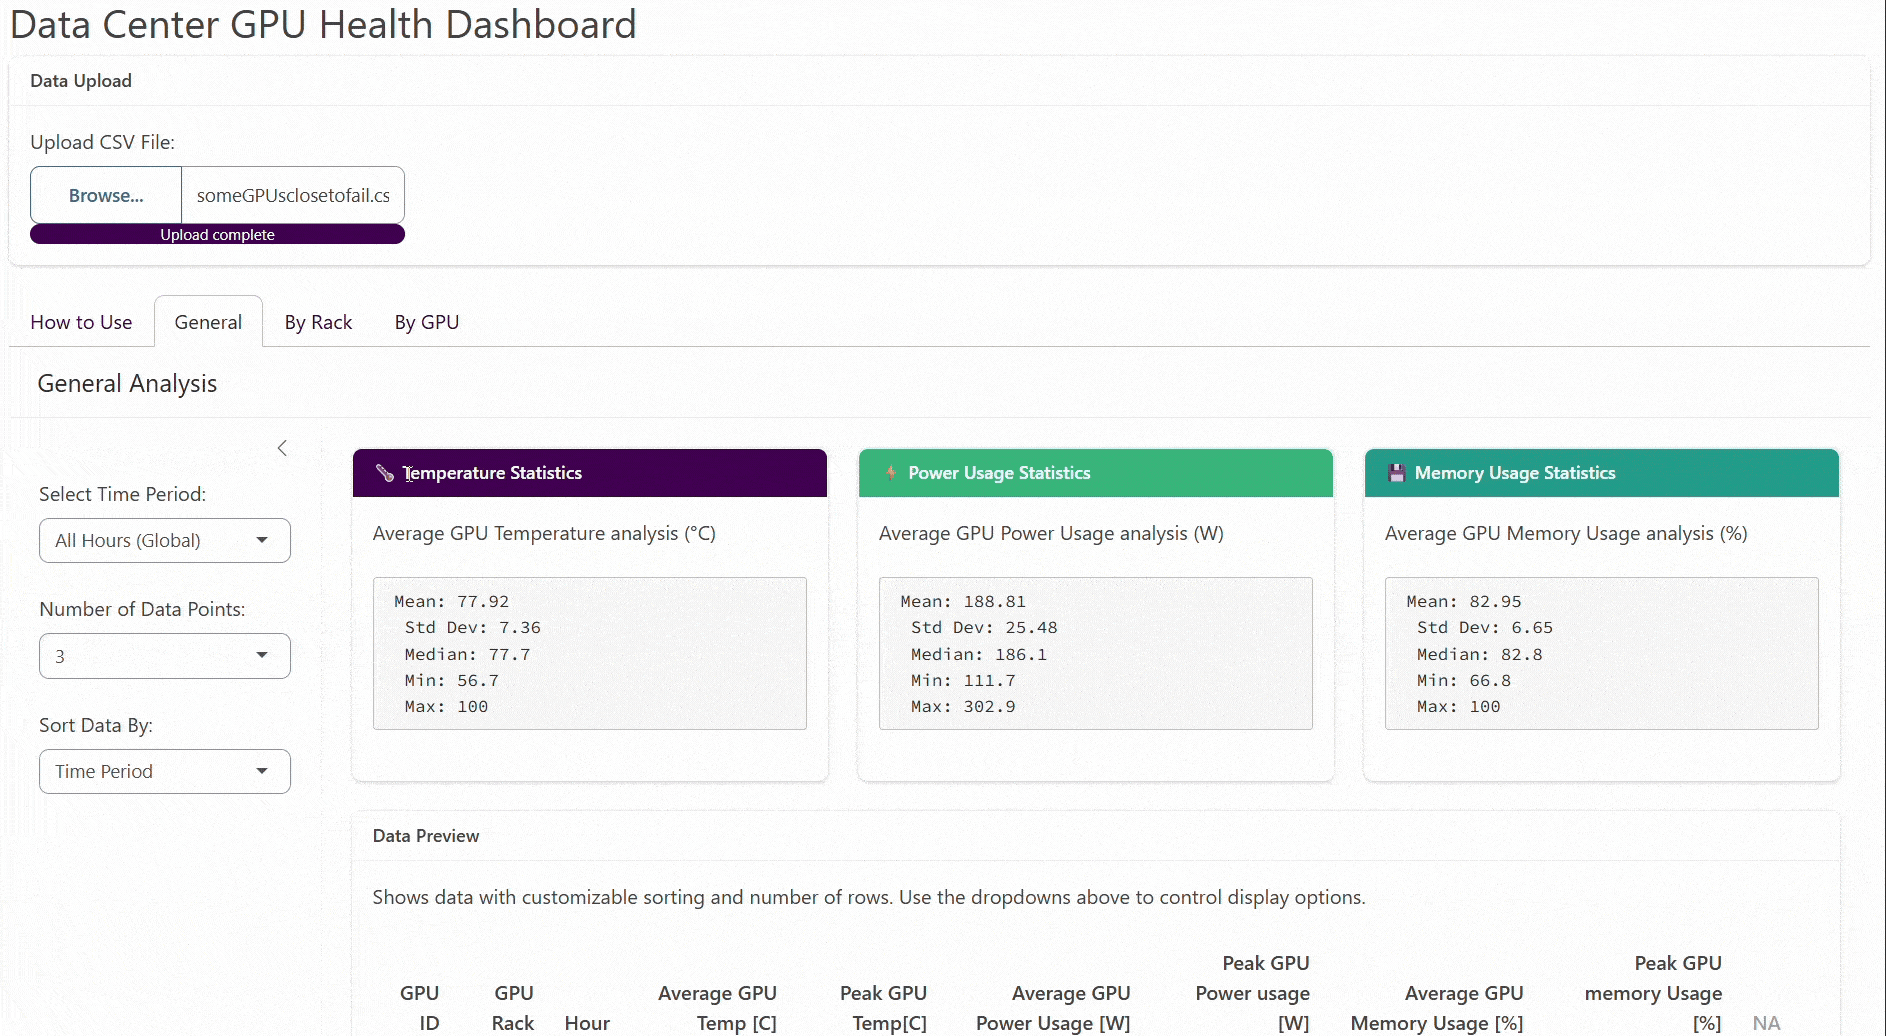 Data Center GPU Health Dashboard
Data Upload
Upload CSV File:
Browse... someGPUsclosetofail.cs
Upload complete
How to Use General By Rack By GPU
General Analysis
Select Time Period:
All Hours (Global)
Number of Data Points:
3
Sort Data By:
Time Period
Temperature Statistics
Average GPU Temperature analysis (°C)
Mean: 77.92
Std Dev: 7.36
Median: 77.7
Min: 56.7
Max: 100
Power Usage Statistics
Average GPU Power Usage analysis (W)
Mean: 188.81
Std Dev: 25.48
Median: 186.1
Min: 111.7
Max: 302.9
Memory Usage Statistics
Average GPU Memory Usage analysis (%)
Mean: 82.95
Std Dev: 6.65
Median: 82.8
Min: 66.8
Max: 100
Data Preview
Shows data with customizable sorting and number of rows. Use the dropdowns above to control display options.
Peak GPU Peak GPU
GPU GPU Average GPU Peak GPU Average GPU Power usage Average GPU memory Usage
ID Rack Hour Temp [C] Temp[C] Power Usage [W] [W] Memory Usage [%] [%] NA